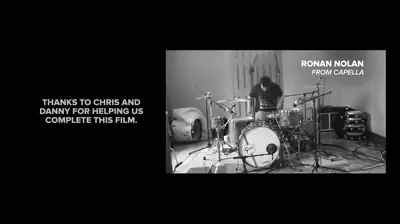 THANKS TO CHRIS AND
DANNY FOR HELPING US
COMPLETE THIS FILM.
RONAN NOLAN
FROM CAPELLA